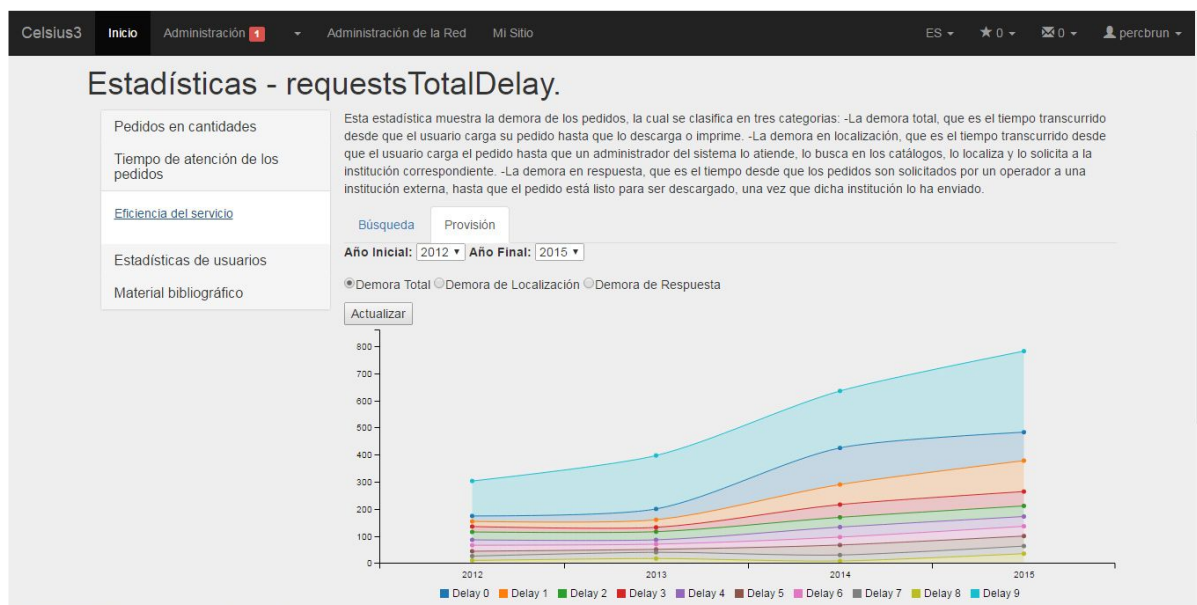 Celsius3 Inicio Administración 1 Administración de la Red Mi Sitio ES 0 0 percbrun
Estadísticas - requestsTotalDelay.
Pedidos en cantidades
Tiempo de atención de los
pedidos
Eficiencia del servicio
Estadísticas de usuarios
Material bibliográfico
Esta estadística muestra la demora de los pedidos, la cual se clasifica en tres categorias: -La demora total, que es el tiempo transcurrido
desde que el usuario carga su pedido hasta que lo descarga o imprime. -La demora en localización, que es el tiempo transcurrido desde
que el usuario carga el pedido hasta que un administrador del sistema lo atiende, lo busca en los catálogos, lo localiza y lo solicita a la
institución correspondiente. -La demora en respuesta, que es el tiempo desde que los pedidos son solicitados por un operador a una
institución externa, hasta que el pedido está listo para ser descargado, una vez que dicha institución lo ha enviado.
Búsqueda Provisión
Año Inicial: 2012 Año Final: 2015
Demora Total Demora de Localización Demora de Respuesta
Actualizar
800
700
600
500
400
300
200
100
0
2012 2013 2014 2015
Delay 0 Delay 1 Delay 2 Delay 3 Delay 4 Delay 5 Delay 6 Delay 7 Delay 8 Delay 9